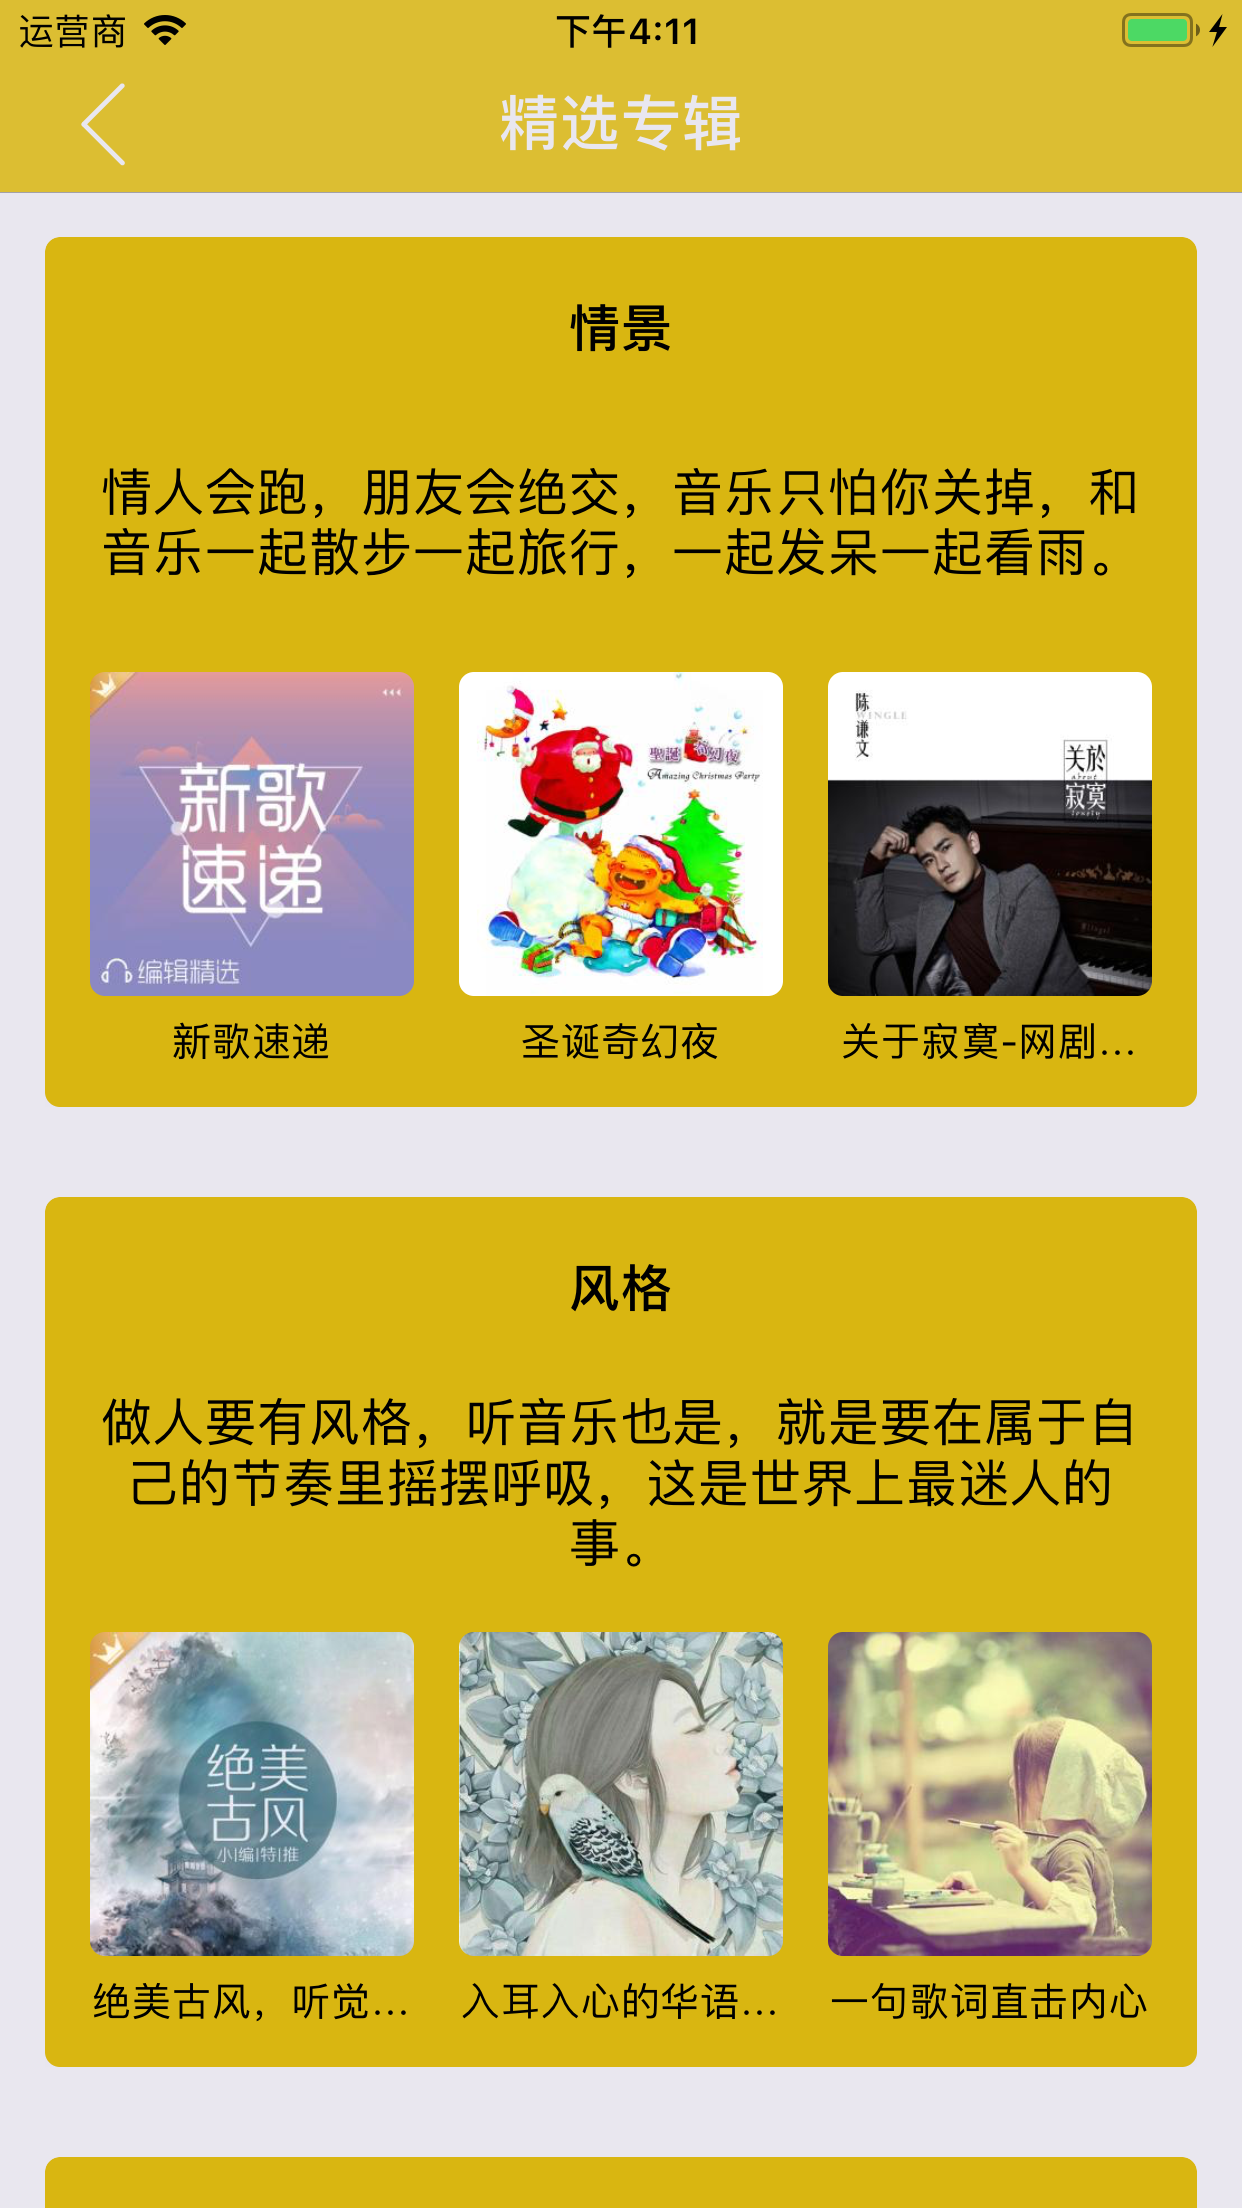 运营商
下午4:11
精选专辑
情景
情人会跑，朋友会绝交，音乐只怕你关掉，和
音乐一起散步一起旅行，一起发呆一起看雨。
新歌
速递
编辑精选
聖誕奇幻夜
Amazing Christmas Party
陈谦文
WINGLE
关於
about
寂寞
lonely
新歌速递
圣诞奇幻夜
关于寂寞-网剧...
风格
做人要有风格，听音乐也是，就是要在属于自
己的节奏里摇摆呼吸，这是世界上最迷人的
事。
绝美
古风
小|编|特|推
绝美古风，听觉...
入耳入心的华语...
一句歌词直击内心